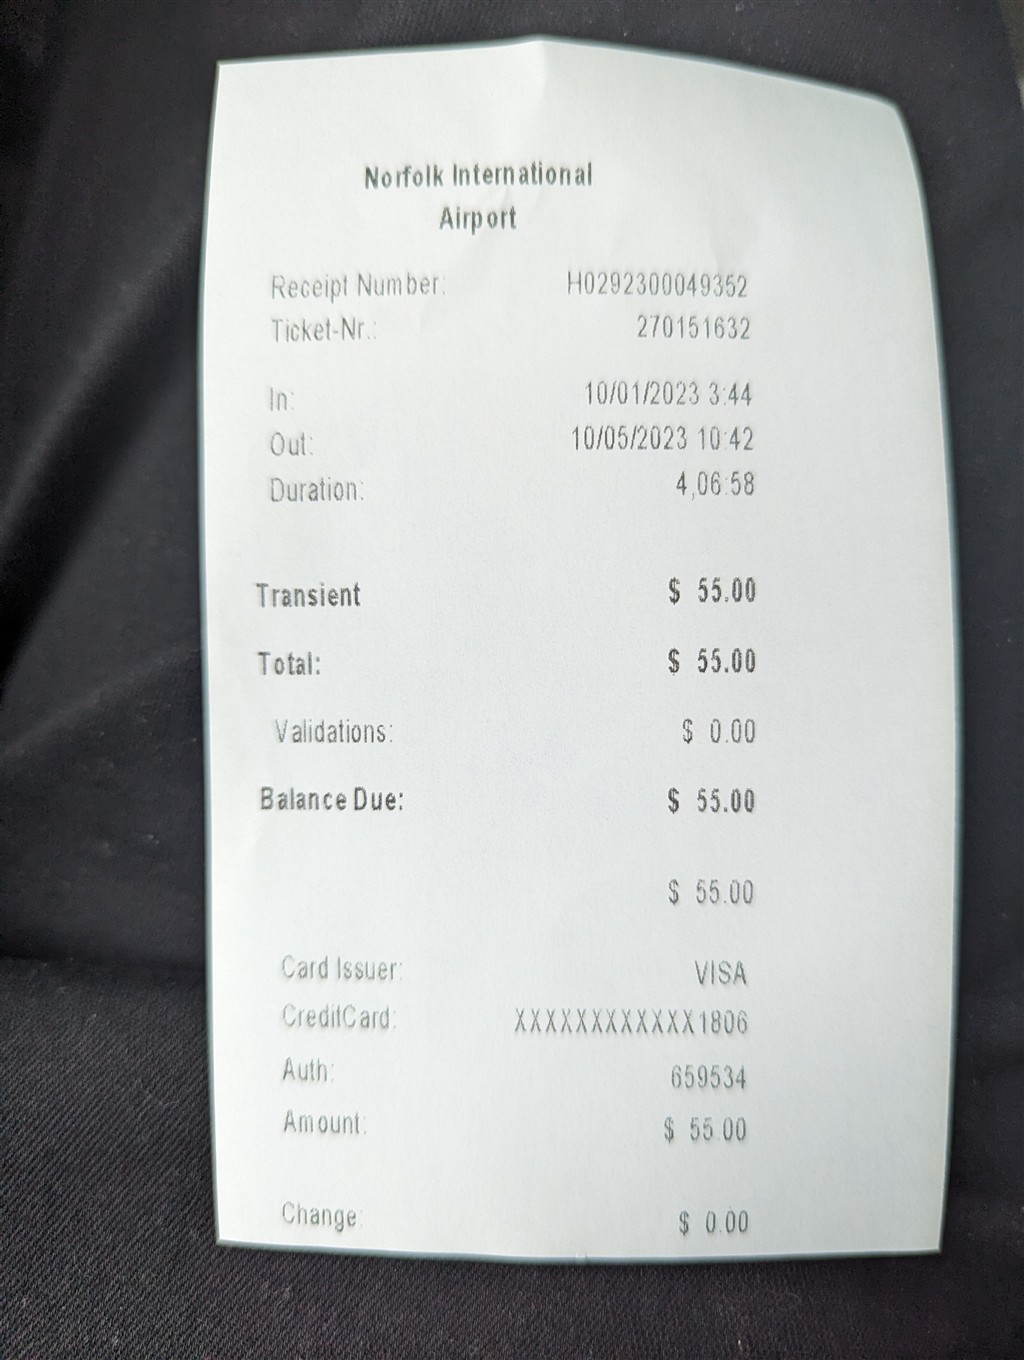 Norfolk International
Airport
Receipt Number: H0292300049352
Ticket-Nr.: 270151632
In: 10/01/2023 3:44
Out: 10/05/2023 10:42
Duration: 4,06:58
Transient $ 55.00
Total: $ 55.00
Validations: $ 0.00
Balance Due: $ 55.00
$ 55.00
Card Issuer: VISA
CreditCard: XXXXXXXXXXXX1806
Auth: 659534
Amount: $ 55.00
Change: $ 0.00